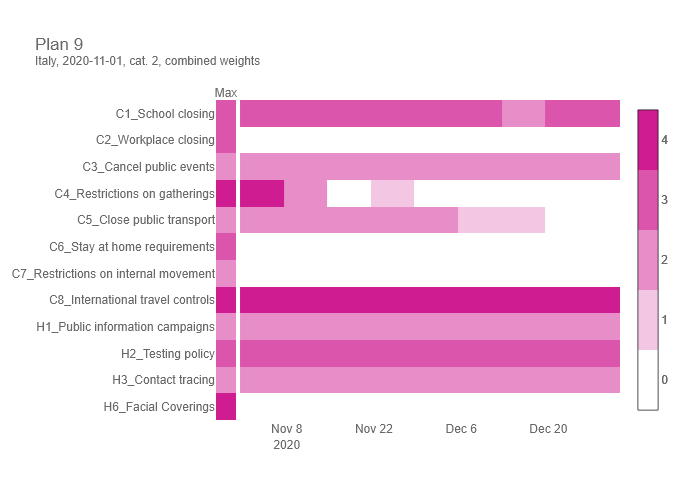 Plan 9
Italy, 2020-11-01, cat. 2, combined weights
Max
C1_School closing
C2_Workplace closing
C3_Cancel public events
C4_Restrictions on gatherings
C5_Close public transport
C6_Stay at home requirements
C7_Restrictions on internal movement
C8_International travel controls
H1_Public information campaigns
H2_Testing policy
H3_Contact tracing
H6_Facial Coverings
Nov 8 Nov 22 Dec 6 Dec 20
2020
4
3
2
1
0